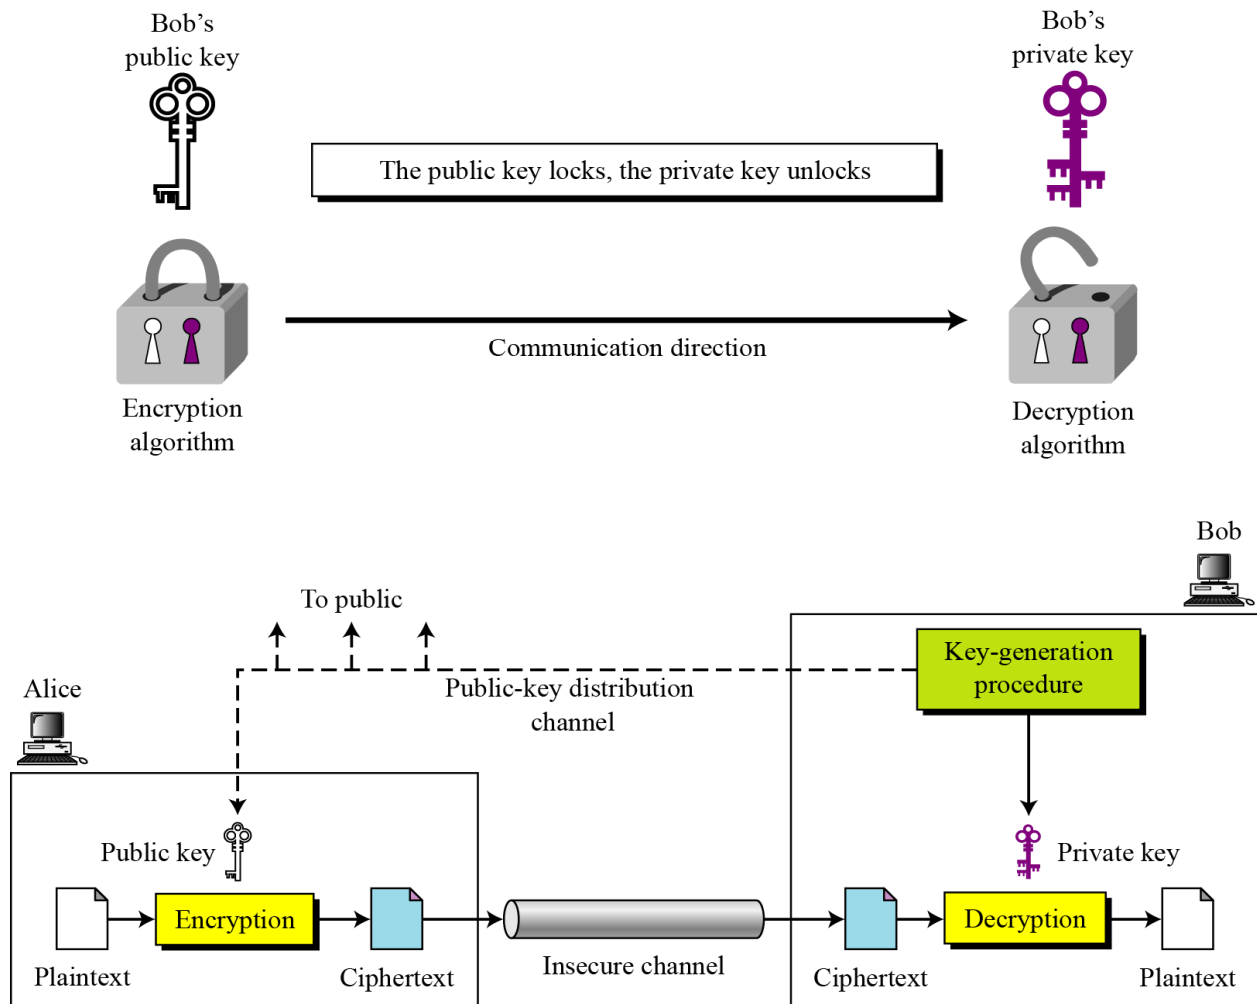 Bob’s
public key
Bob’s
private key
The public key locks, the private key unlocks
Communication direction
Encryption
algorithm
Decryption
algorithm
Bob
To public
Key-generation
procedure
Alice
Public-key distribution
channel
Public key
Private key
Encryption
Decryption
Plaintext
Ciphertext
Insecure channel
Ciphertext
Plaintext